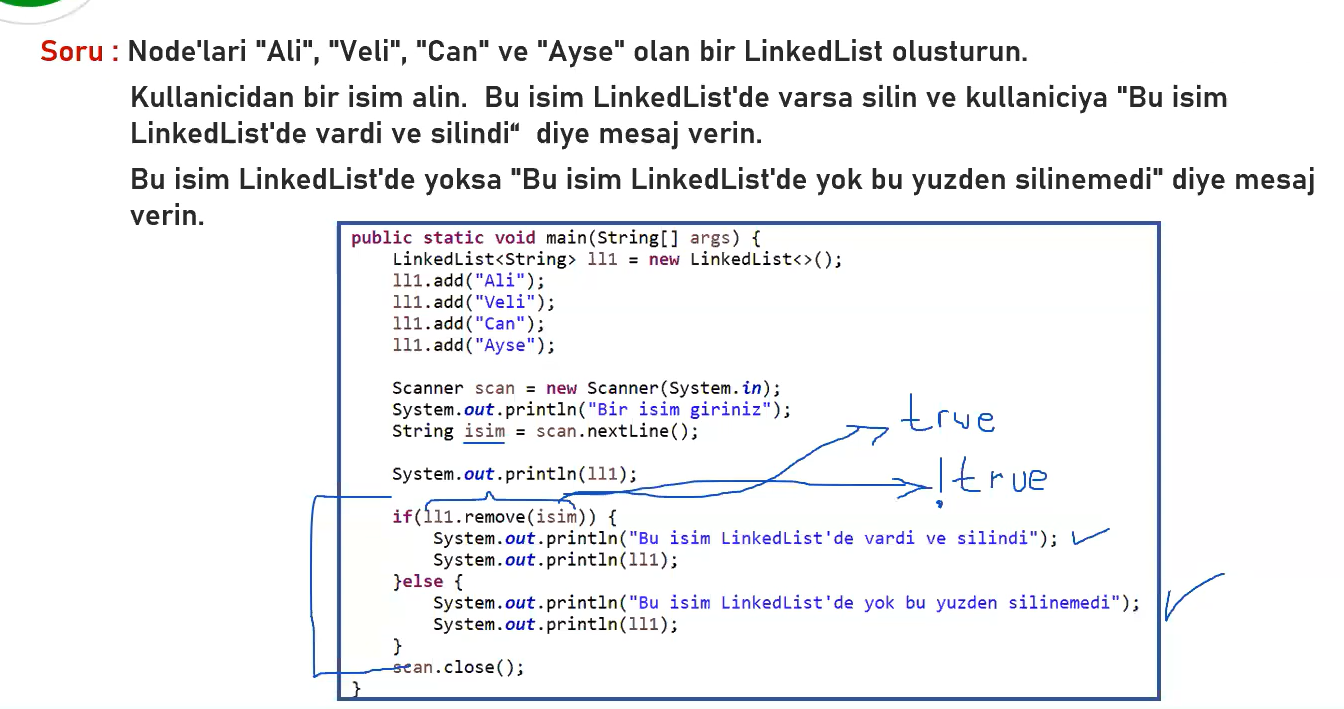 Soru : Node'lari "Ali", "Veli", "Can" ve "Ayse" olan bir LinkedList olusturun.
Kullanicidan bir isim alin. Bu isim LinkedList'de varsa silin ve kullaniciya "Bu isim
LinkedList'de vardi ve silindi“ diye mesaj verin.
Bu isim LinkedList'de yoksa "Bu isim LinkedList'de yok bu yuzden silinemedi" diye mesaj
verin.
public static void main(String[] args) {
LinkedList<String> ll1 = new LinkedList<>();
ll1.add("Ali");
ll1.add("Veli");
ll1.add("Can");
ll1.add("Ayse");
Scanner scan = new Scanner(System.in);
System.out.println("Bir isim giriniz");
String isim = scan.nextLine();
true
System.out.println(ll1);
!true
if(ll1.remove(isim)) {
System.out.println("Bu isim LinkedList'de vardi ve silindi");
System.out.println(ll1);
}else {
System.out.println("Bu isim LinkedList'de yok bu yuzden silinemedi");
System.out.println(ll1);
}
scan.close();
}